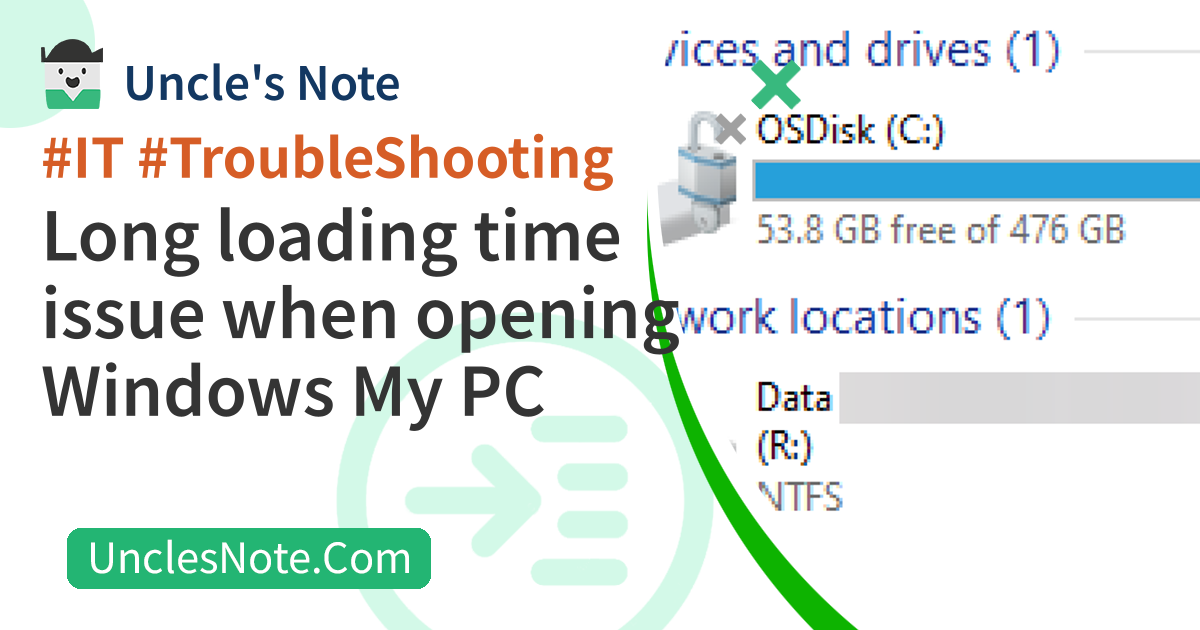 Uncle's Note
#IT #TroubleShooting
Long loading time
issue when opening
Windows My PC
UnclesNote.Com
vices and drives (1)
OSDisk (C:)
53.8 GB free of 476 GB
work locations (1)
Data
(R:)
NTFS